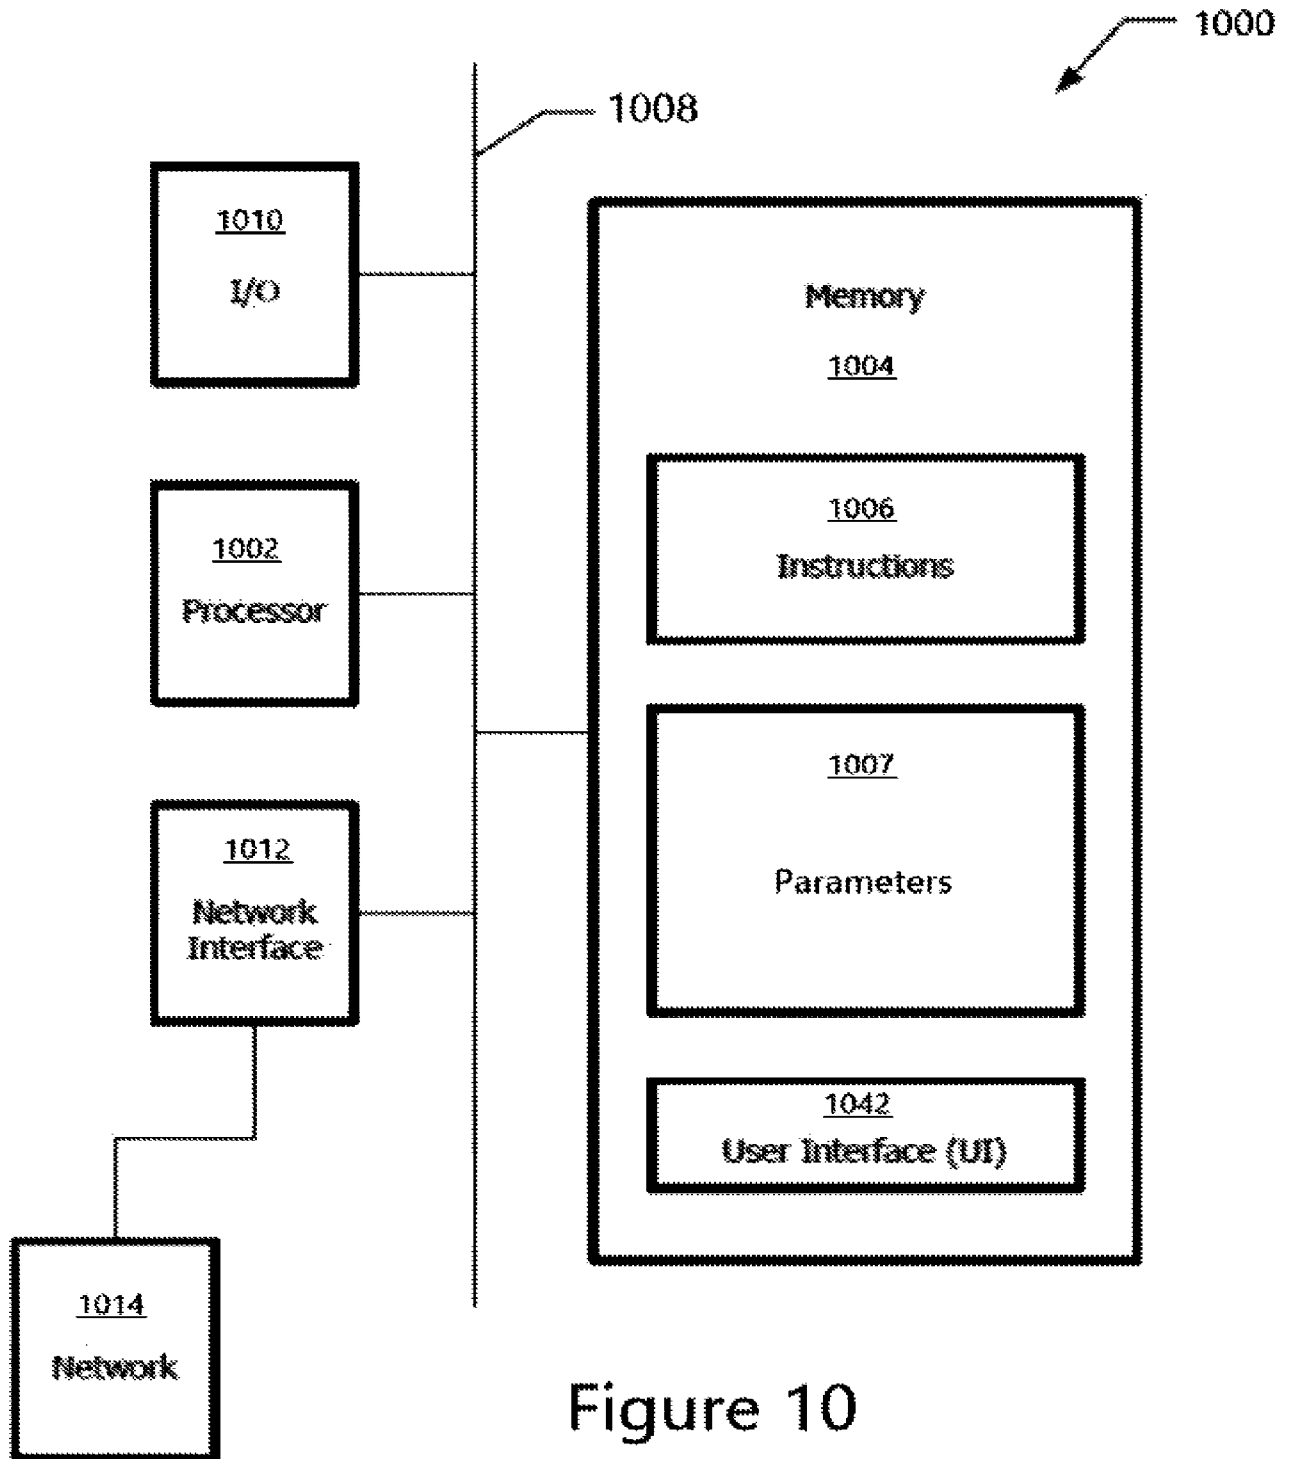 1000
1008
1010
I/O
Memory
1004
1006
Instructions
1002
Processor
1007
Parameters
1012
Network
Interface
1042
User Interface (UI)
1014
Network
Figure 10